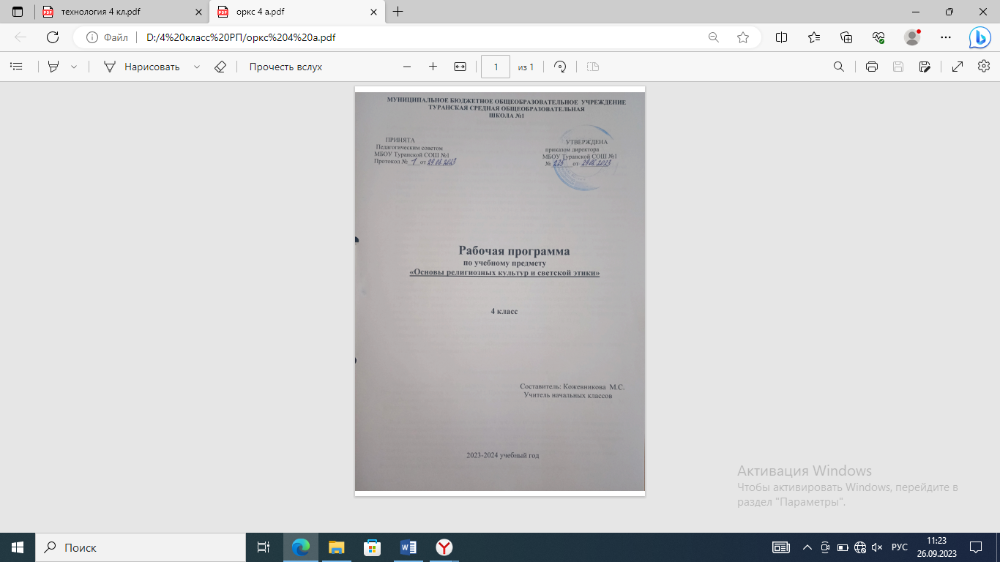 технология 4 кл.pdf
оркс 4 а.pdf
Файл
D:/4%20класс%20РП/оркс%204%20а.pdf
Нарисовать
Прочесть вслух
1
из 1
МУНИЦИПАЛЬНОЕ БЮДЖЕТНОЕ ОБЩЕОБРАЗОВАТЕЛЬНОЕ УЧРЕЖДЕНИЕ
ТУРАНСКАЯ СРЕДНАЯ ОБЩЕОБРАЗОВАТЕЛЬНАЯ
ШКОЛА №1
ПРИНЯТА
Педагогическим советом
МБОУ Туранской СОШ №1
Протокол № 1 от 29.08.2023
УТВЕРЖДЕНА
приказом директора
МБОУ Туранской СОШ №1
№ 225 от 29.08.2023
Рабочая программа
по учебному предмету
«Основы религиозных культур и светской этики»
4 класс
Составитель: Кожевникова М.С.
Учитель начальных классов
2023-2024 учебный год
Активация Windows
Чтобы активировать Windows, перейдите в
раздел "Параметры".
Поиск
РУС
11:23
26.09.2023